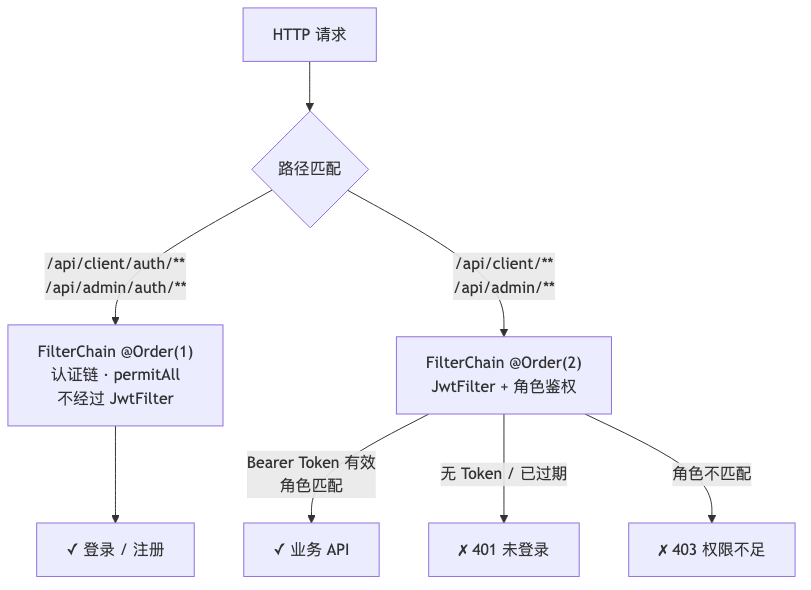 HTTP 请求
路径匹配
/api/client/auth/**
/api/admin/auth/**
/api/client/**
/api/admin/**
FilterChain @Order(1)
认证链 · permitAll
不经过 JwtFilter
FilterChain @Order(2)
JwtFilter + 角色鉴权
Bearer Token 有效
角色匹配
无 Token / 已过期
角色不匹配
✓ 登录 / 注册
✓ 业务 API
✗ 401 未登录
✗ 403 权限不足